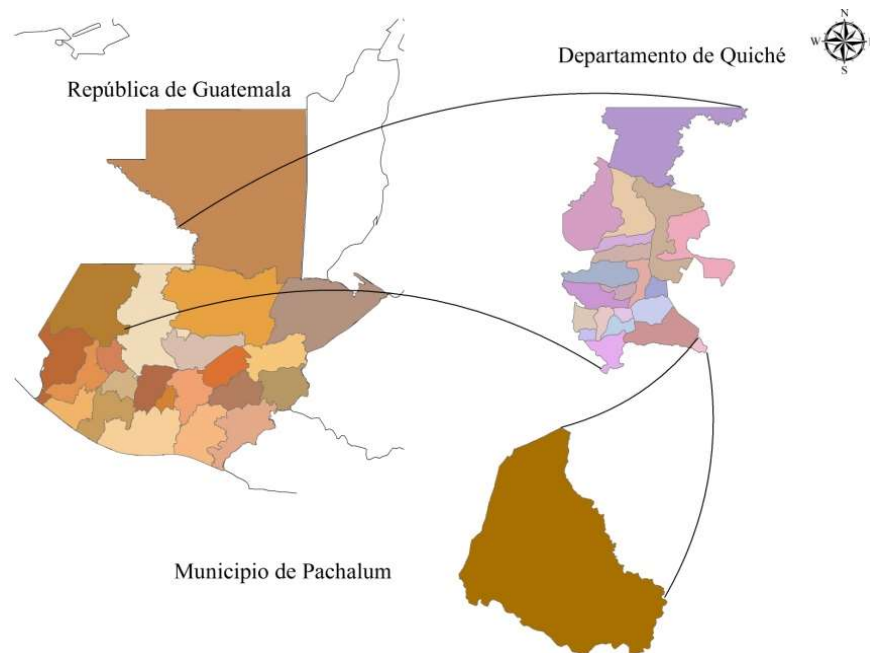 N
Departamento de Quiché
W
E
S
República de Guatemala
Municipio de Pachalum